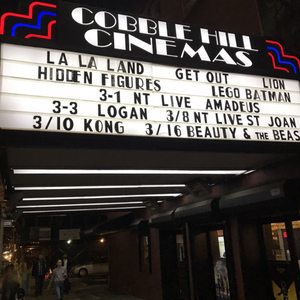 COBBLE HILL
CINEMAS
LA LA LAND GET OUT LION
HIDDEN FIGURES LEGO BATMAN
3-1 NT LIVE AMADEUS
3-3 LOGAN 3/8 NT LIVE ST JOAN
3/10 KONG 3/16 BEAUTY & THE BEAS
Cinemas